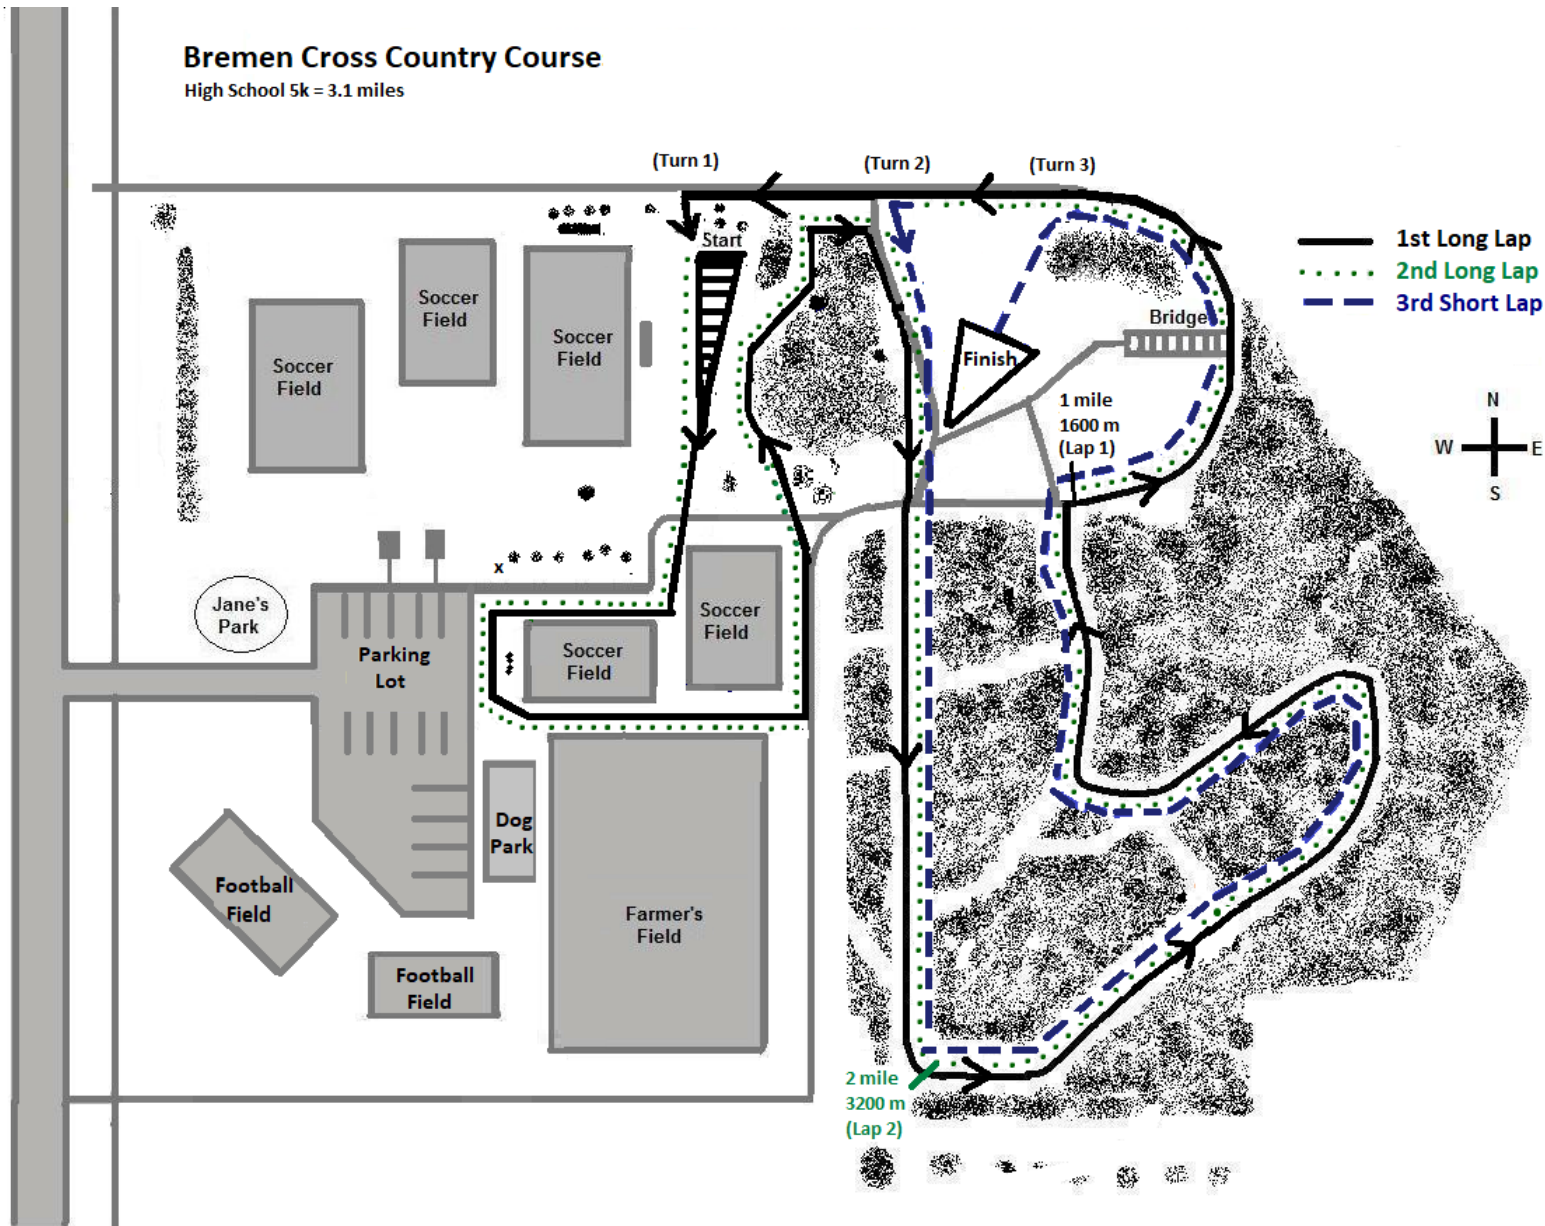 Bremen Cross Country Course
High School 5k = 3.1 miles
(Turn 1)
(Turn 2)
(Turn 3)
Start
1st Long Lap
2nd Long Lap
3rd Short Lap
Soccer
Field
Soccer
Field
Soccer
Field
Bridge
Finish
1 mile
1600 m
(Lap 1)
N
W
E
S
x
Jane's
Park
Parking
Lot
Soccer
Field
Soccer
Field
Dog
Park
Football
Field
Farmer's
Field
Football
Field
2 mile
3200 m
(Lap 2)